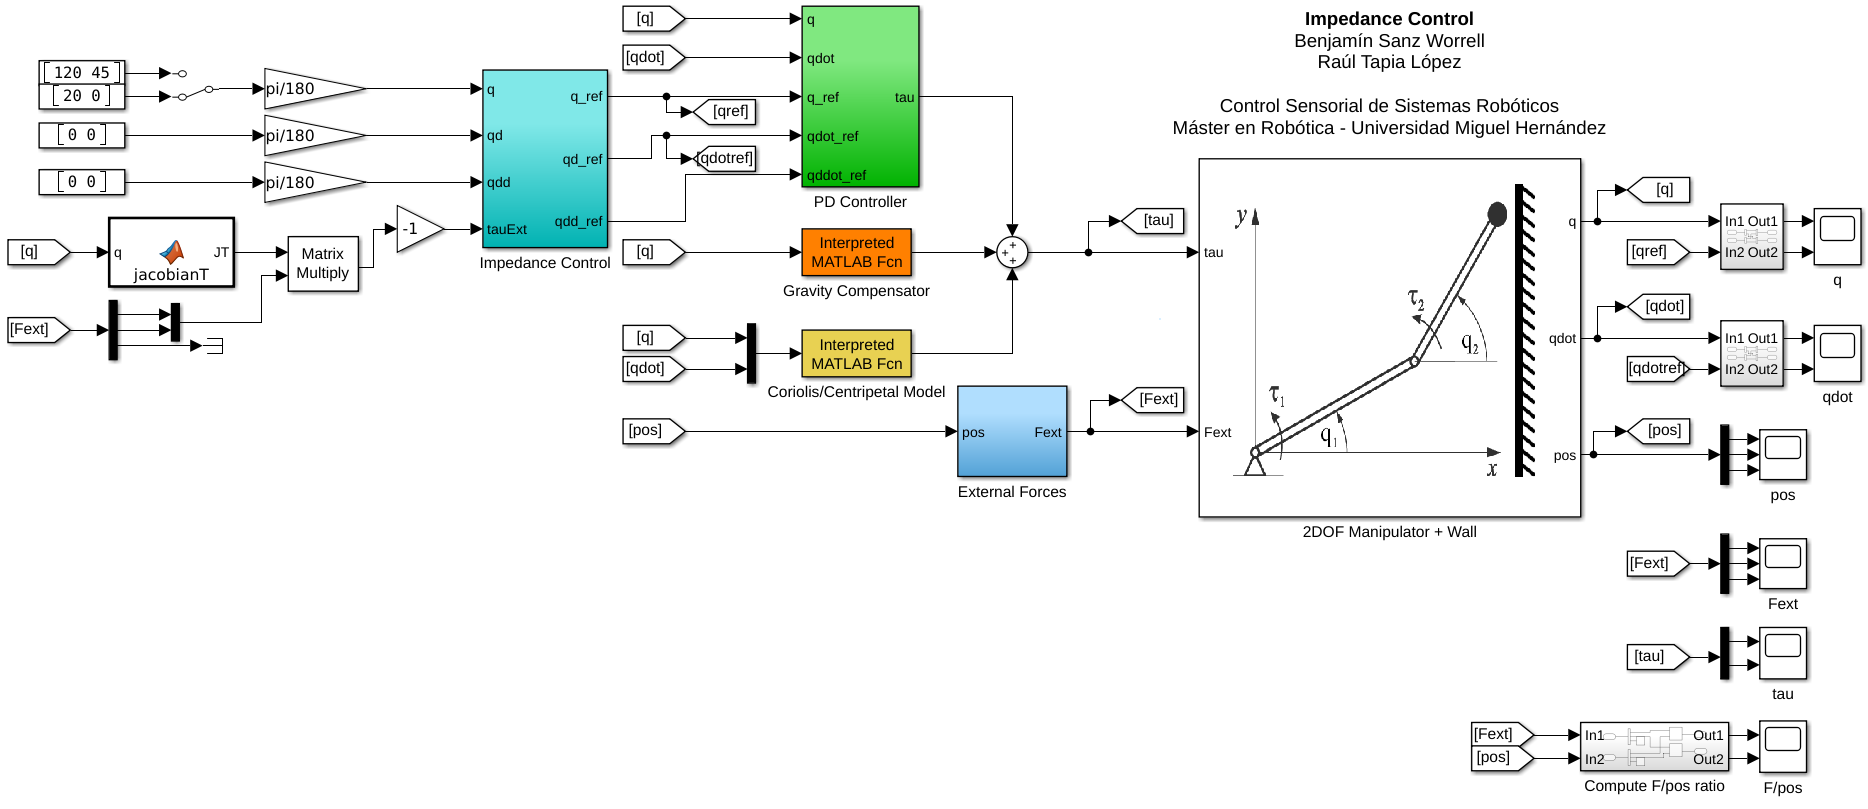 Impedance Control
Benjamín Sanz Worrell
Raúl Tapia López
Control Sensorial de Sistemas Robóticos
Máster en Robótica - Universidad Miguel Hernández
[120 45]
[20 0]
[0 0]
[0 0]
pi/180
pi/180
pi/180
[q]
q
JT
jacobianT
[Fext]
Matrix
Multiply
-1
q
qd
qdd
tauExt
q_ref
qd_ref
qdd_ref
Impedance Control
[qref]
[qdotref]
[q]
[qdot]
q
qdot
q_ref
qdot_ref
qddot_ref
tau
PD Controller
[q]
Interpreted
MATLAB Fcn
Gravity Compensator
[q]
[qdot]
Interpreted
MATLAB Fcn
Coriolis/Centripetal Model
[pos]
pos
Fext
External Forces
+
+
+
[tau]
[Fext]
tau
Fext
y
x
τ1
τ2
q1
q2
q
qdot
pos
2DOF Manipulator + Wall
[q]
[qref]
In1 Out1
In2 Out2
q
[qdot]
[qdotref]
In1 Out1
In2 Out2
qdot
[pos]
pos
[Fext]
Fext
[tau]
tau
[Fext]
[pos]
In1
In2
Out1
Out2
Compute F/pos ratio
F/pos